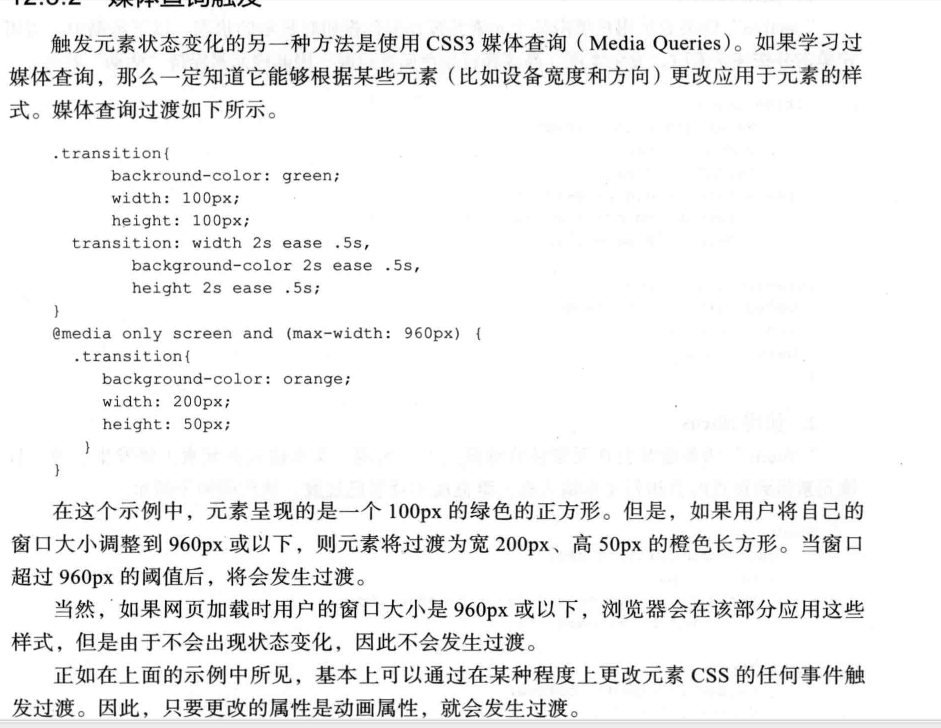 12.3.2 媒体查询触发
触发元素状态变化的另一种方法是使用 CSS3 媒体查询（Media Queries）。如果学习过
媒体查询，那么一定知道它能够根据某些元素（比如设备宽度和方向）更改应用于元素的样
式。媒体查询过渡如下所示。
.transition{
backround-color: green;
width: 100px;
height: 100px;
transition: width 2s ease .5s,
background-color 2s ease .5s,
height 2s ease .5s;
}
@media only screen and (max-width: 960px) {
.transition{
background-color: orange;
width: 200px;
height: 50px;
}
}
在这个示例中，元素呈现的是一个 100px 的绿色的正方形。但是，如果用户将自己的
窗口大小调整到 960px 或以下，则元素将过渡为宽 200px、高 50px 的橙色长方形。当窗口
超过 960px 的阈值后，将会发生过渡。
当然，如果网页加载时用户的窗口大小是 960px 或以下，浏览器会在该部分应用这些
样式，但是由于不会出现状态变化，因此不会发生过渡。
正如在上面的示例中所见，基本上可以通过在某种程度上更改元素 CSS 的任何事件触
发过渡。因此，只要更改的属性是动画属性，就会发生过渡。